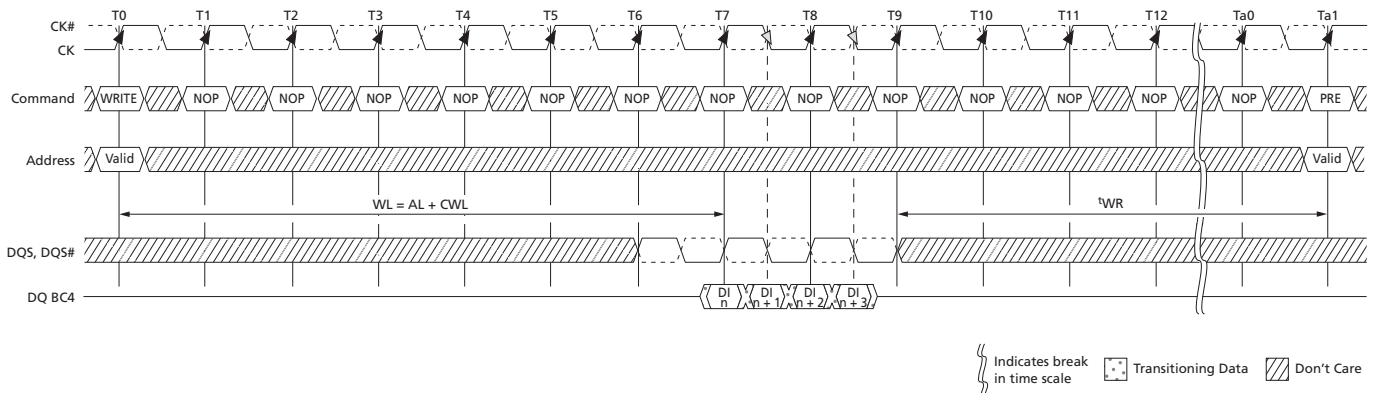 T0 T1 T2 T3 T4 T5 T6 T7 T8 T9 T10 T11 T12 Ta0 Ta1
CK#
CK
Command WRITE NOP NOP NOP NOP NOP NOP NOP NOP NOP NOP NOP NOP NOP PRE
Address Valid Valid
WL = AL + CWL tWR
DQS, DQS#
DQ BC4 DI n DI n + 1 DI n + 2 DI n + 3
Indicates break in time scale Transitioning Data Don't Care